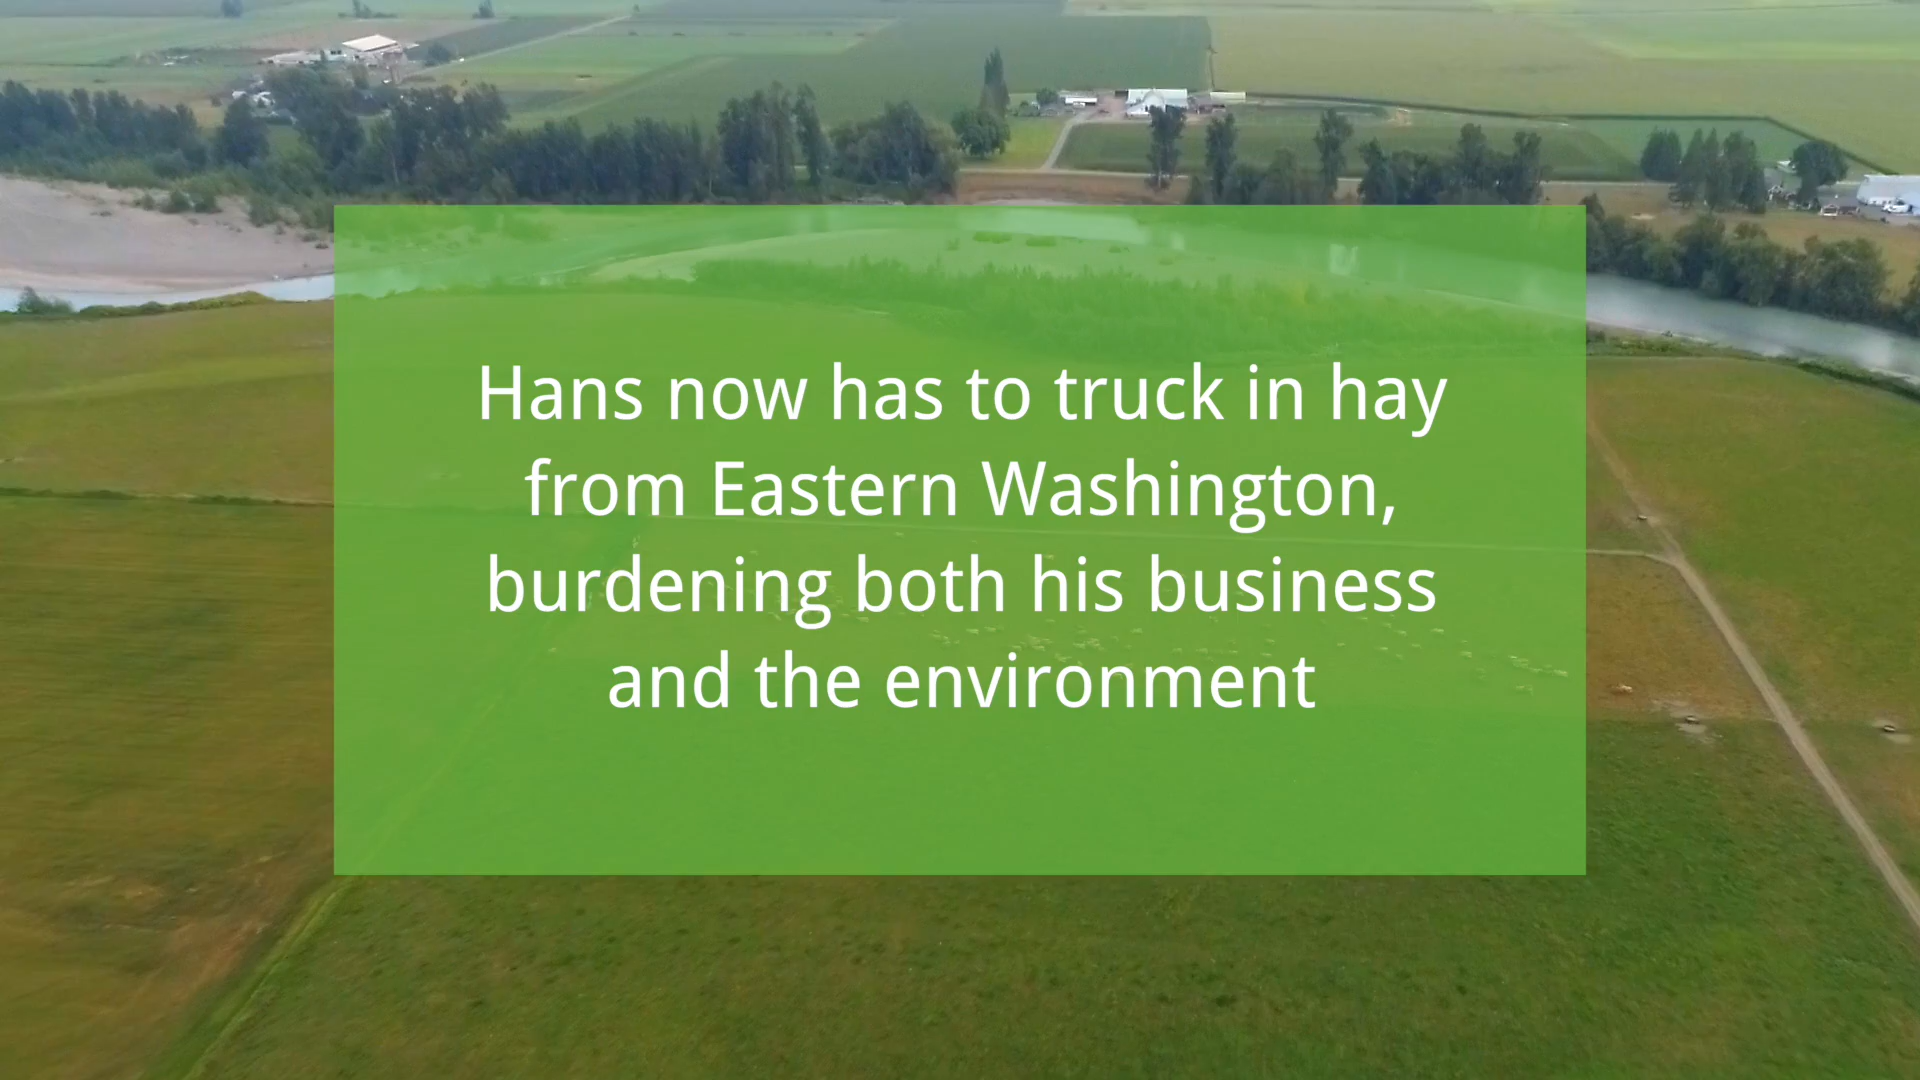 Hans now has to truck in hay
from Eastern Washington,
burdening both his business
and the environment